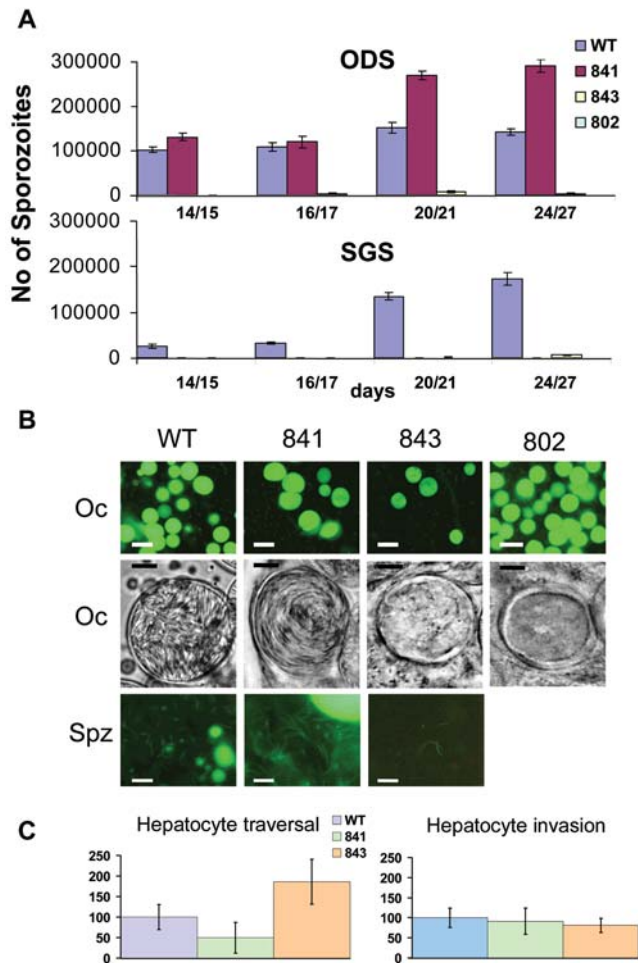 A
ODS
WT
841
843
802
No of Sporozoites
300000
200000
100000
0
14/15 16/17 20/21 24/27
SGS
300000
200000
100000
0
14/15 16/17 20/21 24/27
days
B
WT 841 843 802
Oc
Oc
Spz
C
Hepatocyte traversal
WT
841
843
250
200
150
100
50
0
Hepatocyte invasion
250
200
150
100
50
0